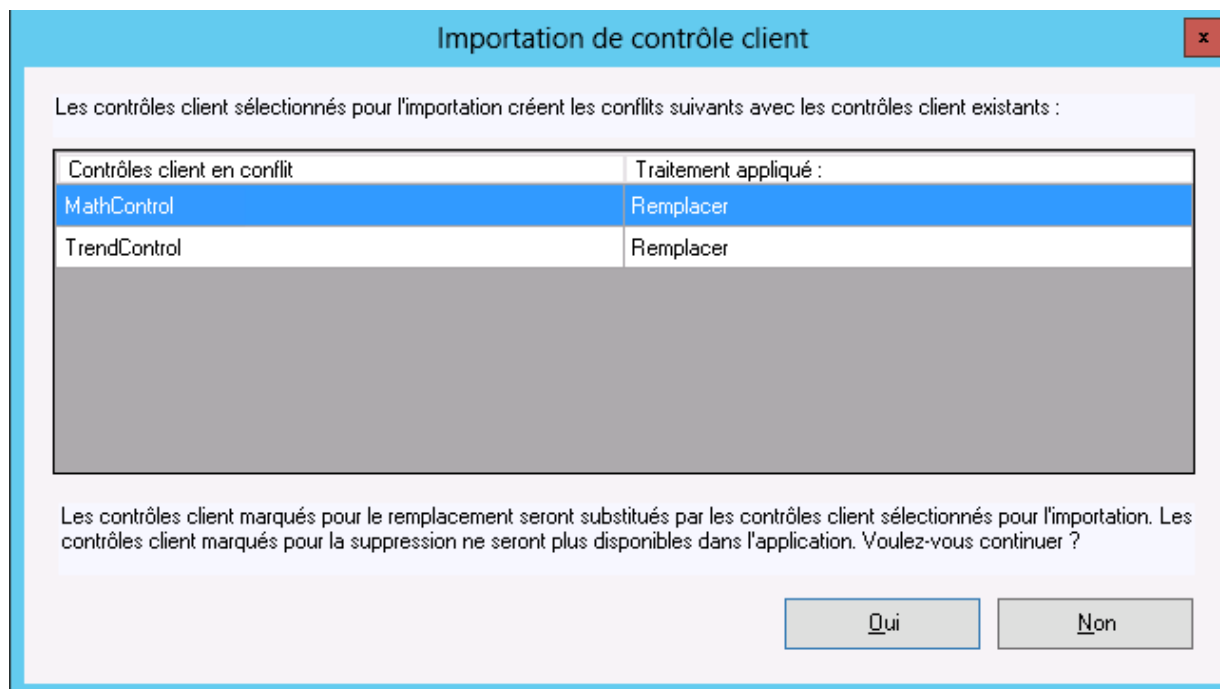 Importation de contrôle client
x
Les contrôles client sélectionnés pour l'importation créent les conflits suivants avec les contrôles client existants :
Contrôles client en conflit Traitement appliqué :
MathControl Remplacer
TrendControl Remplacer
Les contrôles client marqués pour le remplacement seront substitués par les contrôles client sélectionnés pour l'importation. Les
contrôles client marqués pour la suppression ne seront plus disponibles dans l'application. Voulez-vous continuer ?
Oui Non